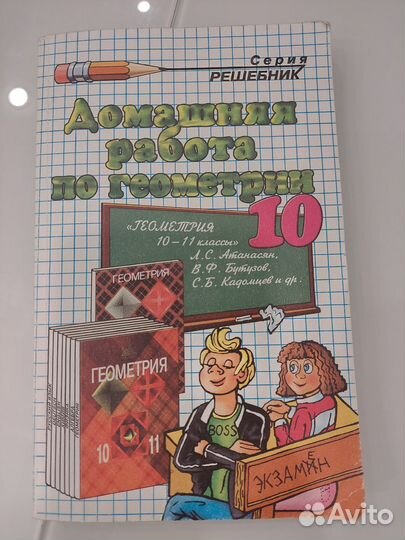 Серия
РЕШЕБНИК
Домашняя
работа
по геометрии
10
«ГЕОМЕТРИЯ
10-11 классы»
Л.С. Атанасян,
В.Ф. Бутузов,
С.Б. Кадомцев и др.
ГЕОМЕТРИЯ
ГЕОМЕТРИЯ
10 11
BOSS
ЭКЗАМЕИН
Avito